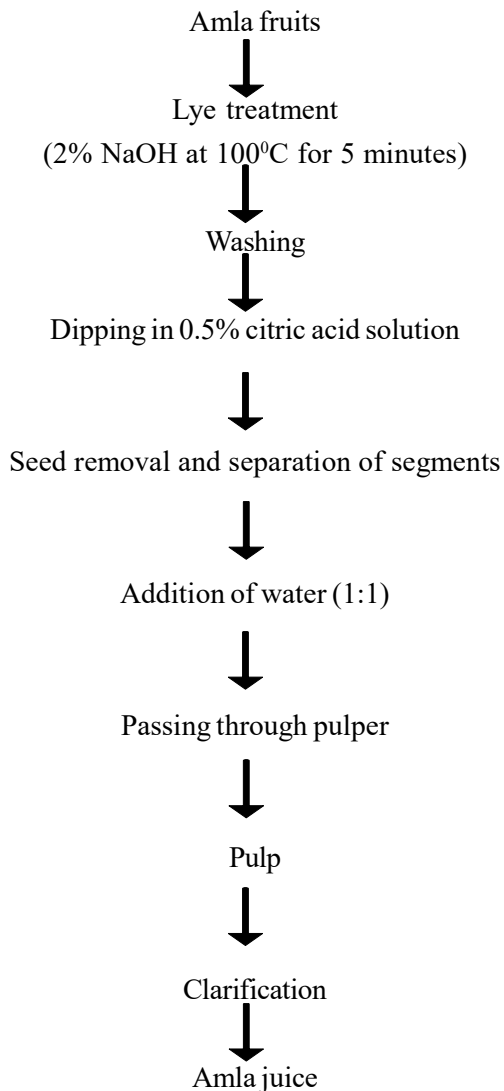 Amla fruits
Lye treatment
(2% NaOH at 100⁰C for 5 minutes)
Washing
Dipping in 0.5% citric acid solution
Seed removal and separation of segments
Addition of water (1:1)
Passing through pulper
Pulp
Clarification
Amla juice